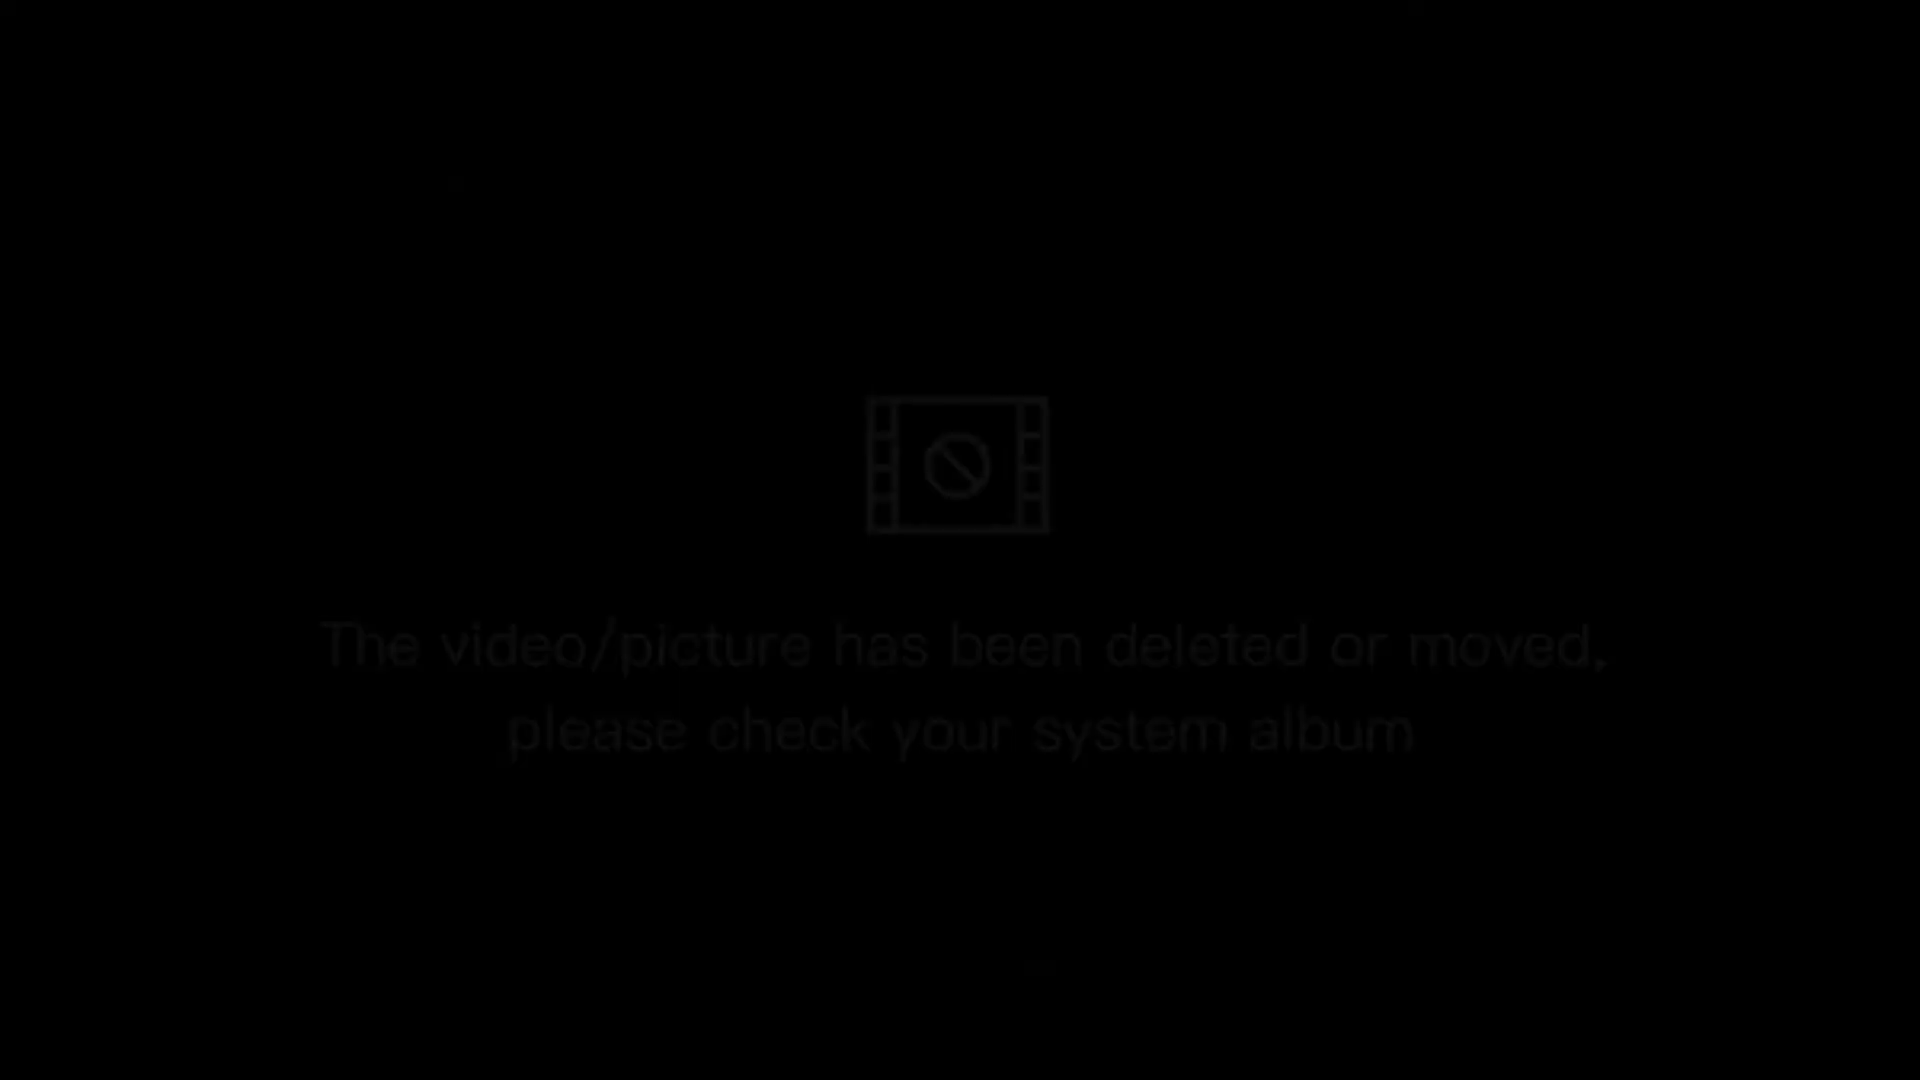 The video/picture has been deleted or moved,
please check your system album